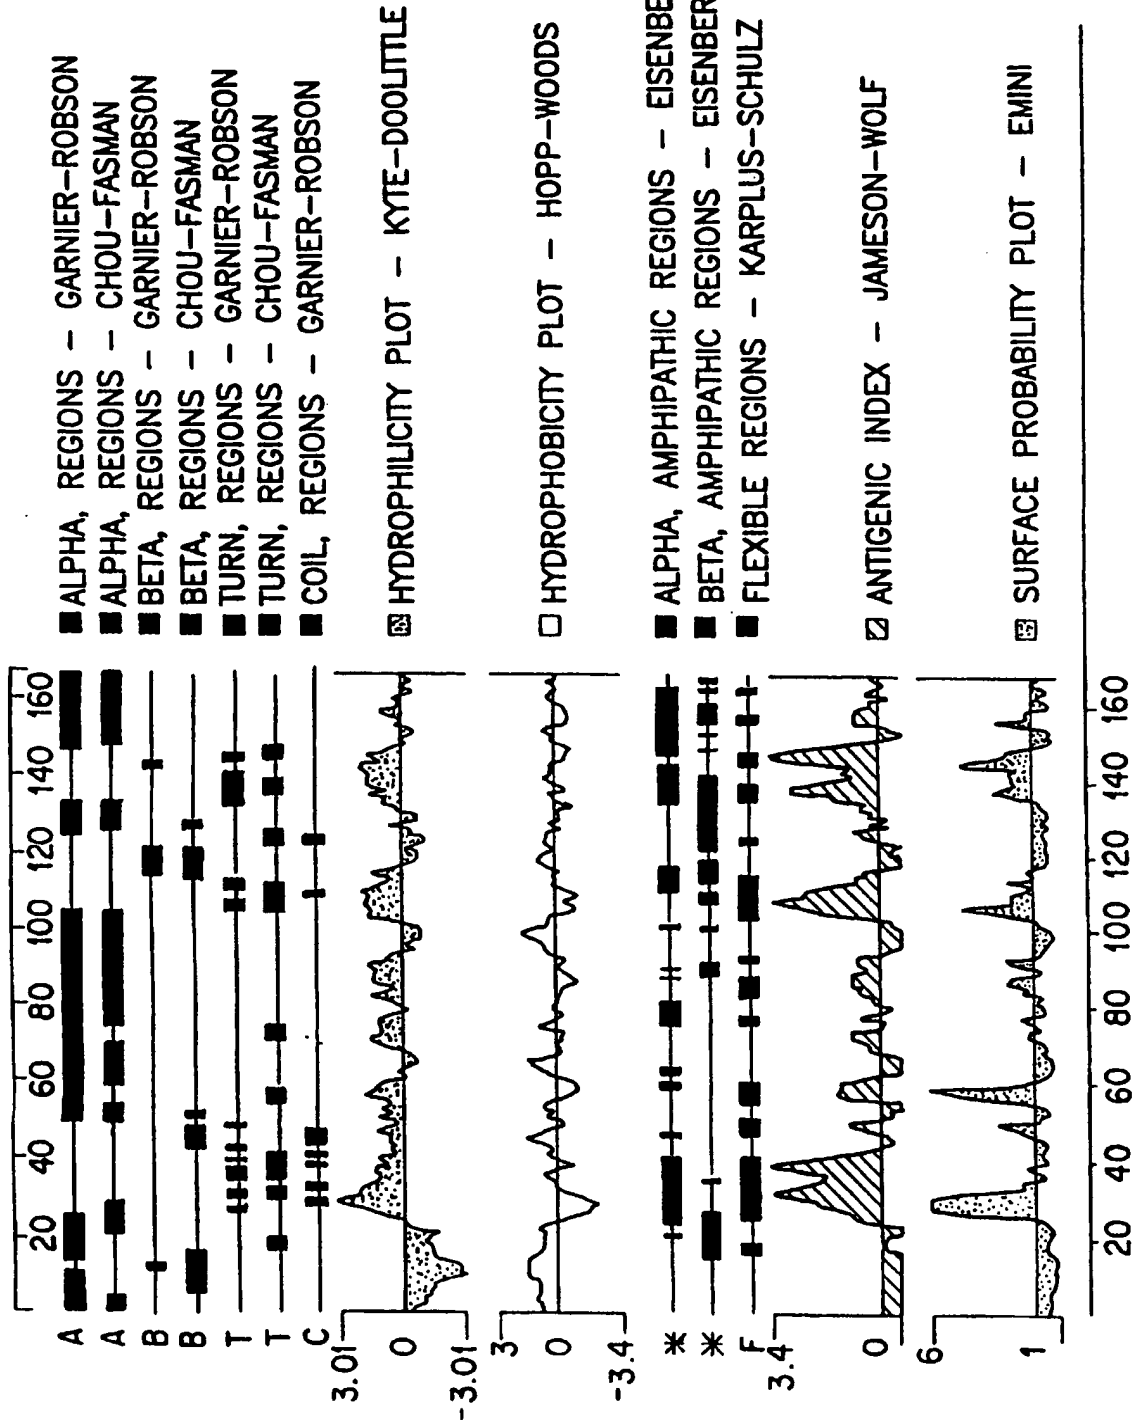 20 40 60 80 100 120 140 160
A ALPHA, REGIONS – GARNIER–ROBSON
A ALPHA, REGIONS – CHOU–FASMAN
B BETA, REGIONS – GARNIER–ROBSON
B BETA, REGIONS – CHOU–FASMAN
T TURN, REGIONS – GARNIER–ROBSON
T TURN, REGIONS – CHOU–FASMAN
C COIL, REGIONS – GARNIER–ROBSON
3.01
0 HYDROPHILICITY PLOT – KYTE–DOOLITTLE
-3.01
3
0 HYDROPHOBICITY PLOT – HOPP–WOODS
-3.4
* ALPHA, AMPHIPATHIC REGIONS – EISENBE
* BETA, AMPHIPATHIC REGIONS – EISENBER
F FLEXIBLE REGIONS – KARPLUS–SCHULZ
3.4
0 ANTIGENIC INDEX – JAMESON–WOLF
6
1 SURFACE PROBABILITY PLOT – EMINI
20 40 60 80 100 120 140 160